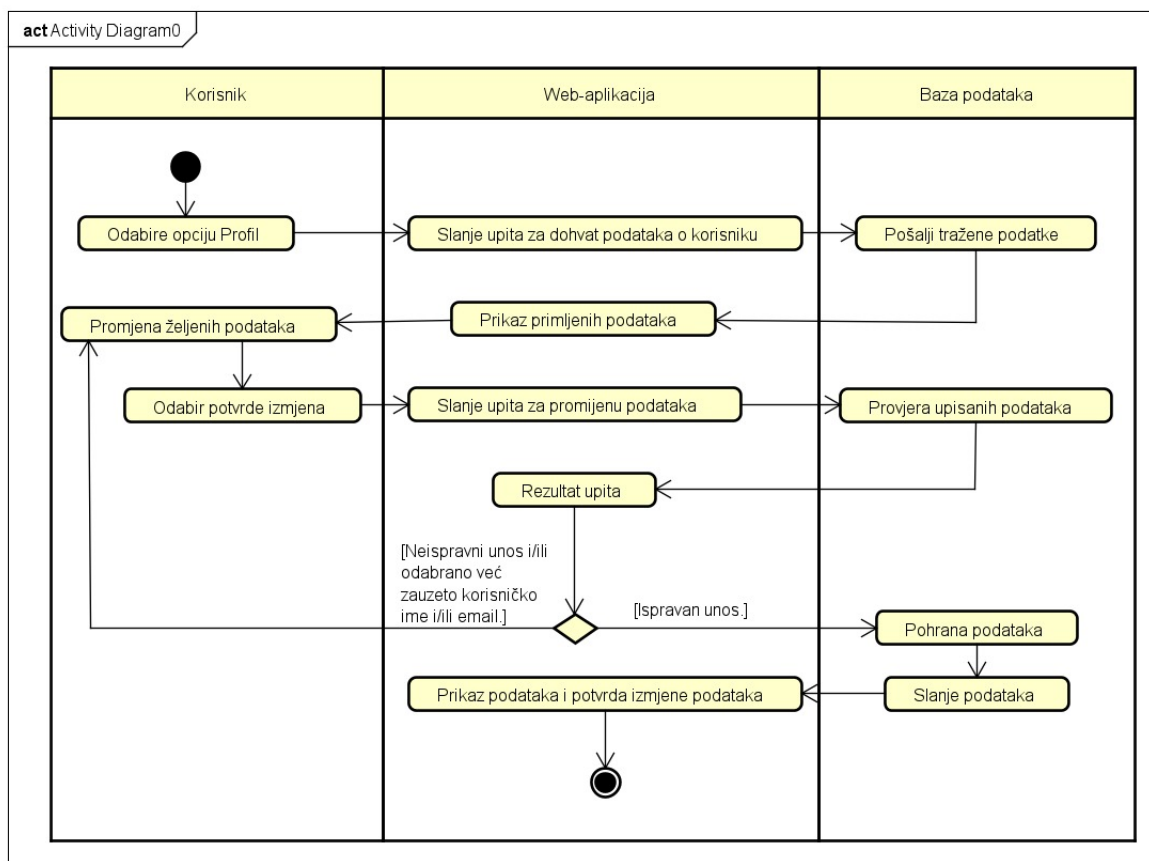 act Activity Diagram0
Korisnik
Web-aplikacija
Baza podataka
Odabire opciju Profil
Slanje upita za dohvat podataka o korisniku
Pošalji tražene podatke
Promjena željenih podataka
Prikaz primljenih podataka
Odabir potvrde izmjena
Slanje upita za promijenu podataka
Provjera upisanih podataka
Rezultat upita
[Neispravni unos i/ili
odabrano već
zauzeto korisničko
ime i/ili email.]
[Ispravan unos.]
Pohrana podataka
Prikaz podataka i potvrda izmjene podataka
Slanje podataka